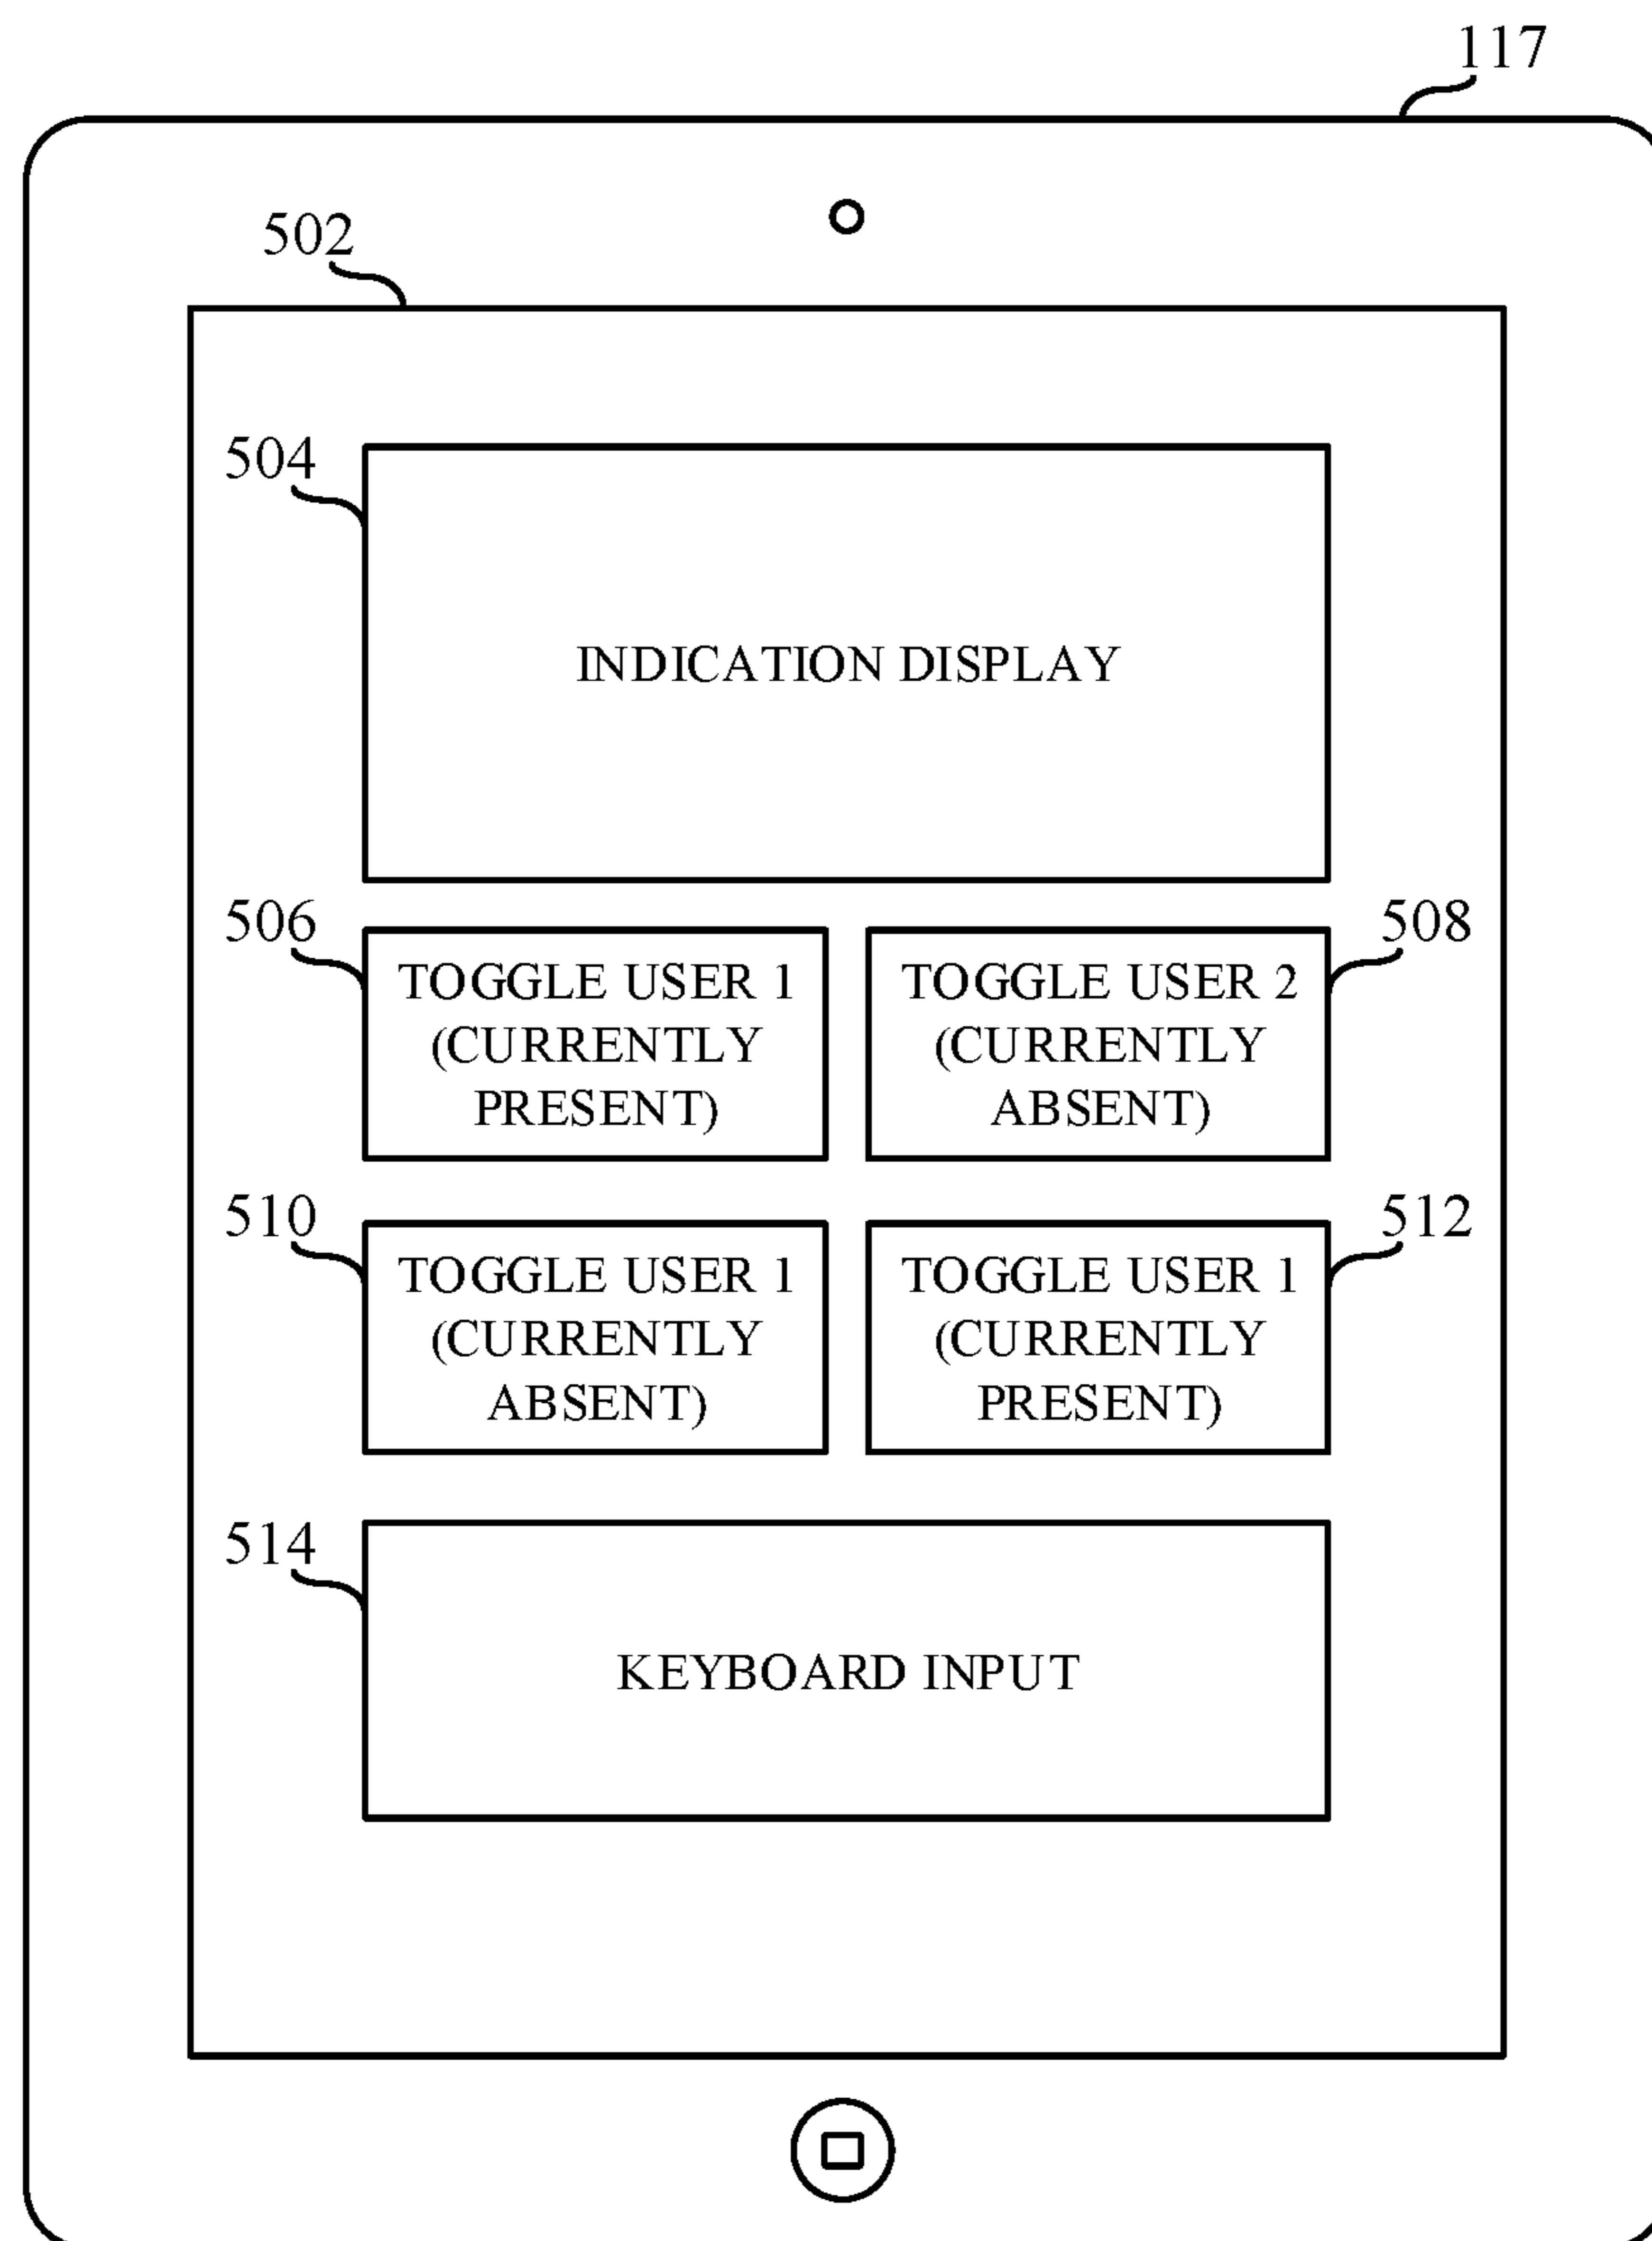 117
502
504
INDICATION DISPLAY
506
508
TOGGLE USER 1
(CURRENTLY
PRESENT)
TOGGLE USER 2
(CURRENTLY
ABSENT)
510
512
TOGGLE USER 1
(CURRENTLY
ABSENT)
TOGGLE USER 1
(CURRENTLY
PRESENT)
514
KEYBOARD INPUT